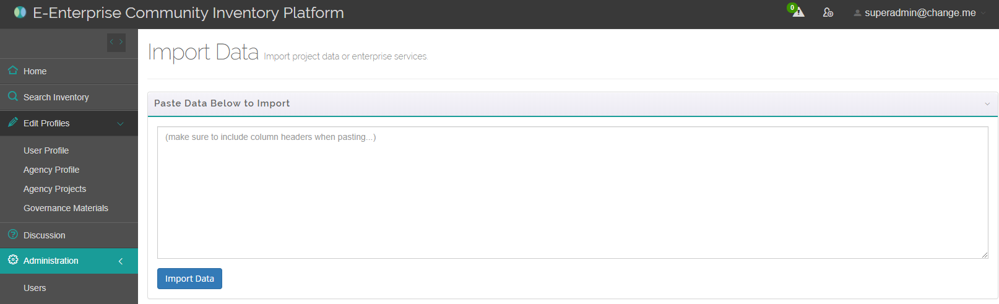 E-Enterprise Community Inventory Platform
0
superadmin@change.me
Home
Search Inventory
Edit Profiles
User Profile
Agency Profile
Agency Projects
Governance Materials
Discussion
Administration
Users
Import Data Import project data or enterprise services.
Paste Data Below to Import
(make sure to include column headers when pasting...)
Import Data